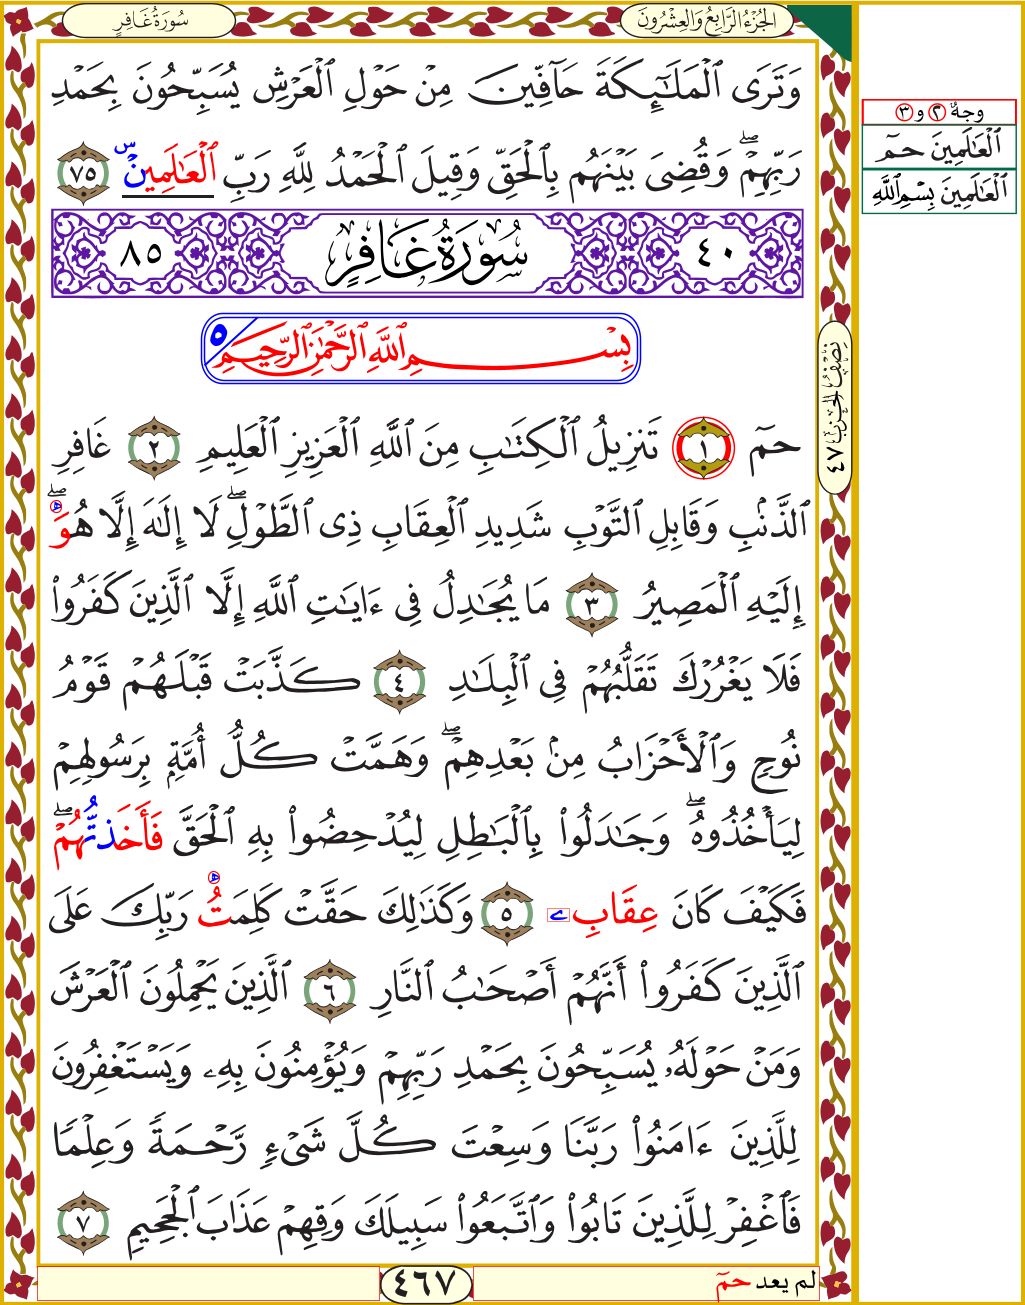 سُورَةُ غَافِرٍ
الجُزْءُ الرَّابِعُ وَالعِشْرُونَ
وَتَرَى ٱلْمَلَـٰٓئِكَةَ حَآفِّينَ مِنْ حَوْلِ ٱلْعَرْشِ يُسَبِّحُونَ بِحَمْدِ
رَبِّهِمْۖ وَقُضِىَ بَيْنَهُم بِٱلْحَقِّ وَقِيلَ ٱلْحَمْدُ لِلَّهِ رَبِّ ٱلْعَـٰلَمِينَ س ٧٥
٤٠ سُورَةُ غَافِرٍ ٨٥
بِسْمِ ٱللَّهِ ٱلرَّحْمَـٰنِ ٱلرَّحِيمِ ٥
حمٓ ١ تَنزِيلُ ٱلْكِتَـٰبِ مِنَ ٱللَّهِ ٱلْعَزِيزِ ٱلْعَلِيمِ ٢ غَافِرِ
ٱلذَّنۢبِ وَقَابِلِ ٱلتَّوْبِ شَدِيدِ ٱلْعِقَابِ ذِى ٱلطَّوْلِۖ لَا إِلَـٰهَ إِلَّا هُوَۖ
إِلَيْهِ ٱلْمَصِيرُ ٣ مَا يُجَـٰدِلُ فِى ءَايَـٰتِ ٱللَّهِ إِلَّا ٱلَّذِينَ كَفَرُوا۟
فَلَا يَغْرُرْكَ تَقَلُّبُهُمْ فِى ٱلْبِلَـٰدِ ٤ كَذَّبَتْ قَبْلَهُمْ قَوْمُ
نُوحٍ وَٱلْأَحْزَابُ مِنۢ بَعْدِهِمْۖ وَهَمَّتْ كُلُّ أُمَّةٍۭ بِرَسُولِهِمْ
لِيَأْخُذُوهُۖ وَجَـٰدَلُوا۟ بِٱلْبَـٰطِلِ لِيُدْحِضُوا۟ بِهِ ٱلْحَقَّ فَأَخَذتُّهُمْۖ
فَكَيْفَ كَانَ عِقَابِ ے ٥ وَكَذَٰلِكَ حَقَّتْ كَلِمَتُ رَبِّكَ عَلَى
ٱلَّذِينَ كَفَرُوٓا۟ أَنَّهُمْ أَصْحَـٰبُ ٱلنَّارِ ٦ ٱلَّذِينَ يَحْمِلُونَ ٱلْعَرْشَ
وَمَنْ حَوْلَهُۥ يُسَبِّحُونَ بِحَمْدِ رَبِّهِمْ وَيُؤْمِنُونَ بِهِۦ وَيَسْتَغْفِرُونَ
لِلَّذِينَ ءَامَنُوا۟ رَبَّنَا وَسِعْتَ كُلَّ شَىْءٍ رَّحْمَةً وَعِلْمًا
فَٱغْفِرْ لِلَّذِينَ تَابُوا۟ وَٱتَّبَعُوا۟ سَبِيلَكَ وَقِهِمْ عَذَابَ ٱلْجَحِيمِ ٧
لم يعد حمٓ
٤٦٧
نِصْفُ الحِزْبِ ٤٧
وجهُ ٢ و ٣
ٱلْعَـٰلَمِينَ حمٓ
ٱلْعَـٰلَمِينَ بِسْمِ ٱللَّهِ